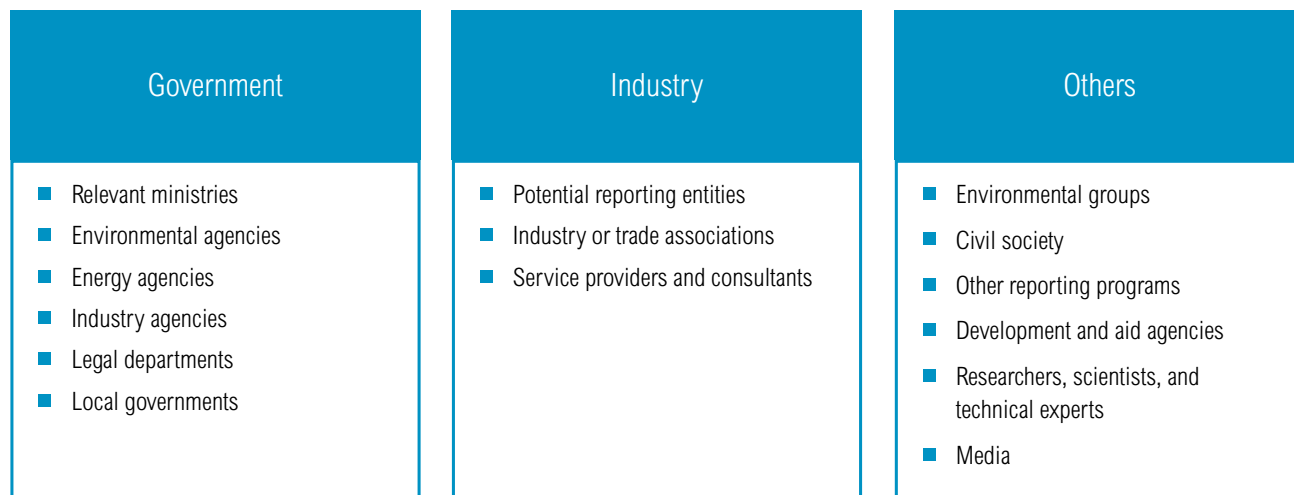 Government
Relevant ministries
Environmental agencies
Energy agencies
Industry agencies
Legal departments
Local governments
Industry
Potential reporting entities
Industry or trade associations
Service providers and consultants
Others
Environmental groups
Civil society
Other reporting programs
Development and aid agencies
Researchers, scientists, and
technical experts
Media